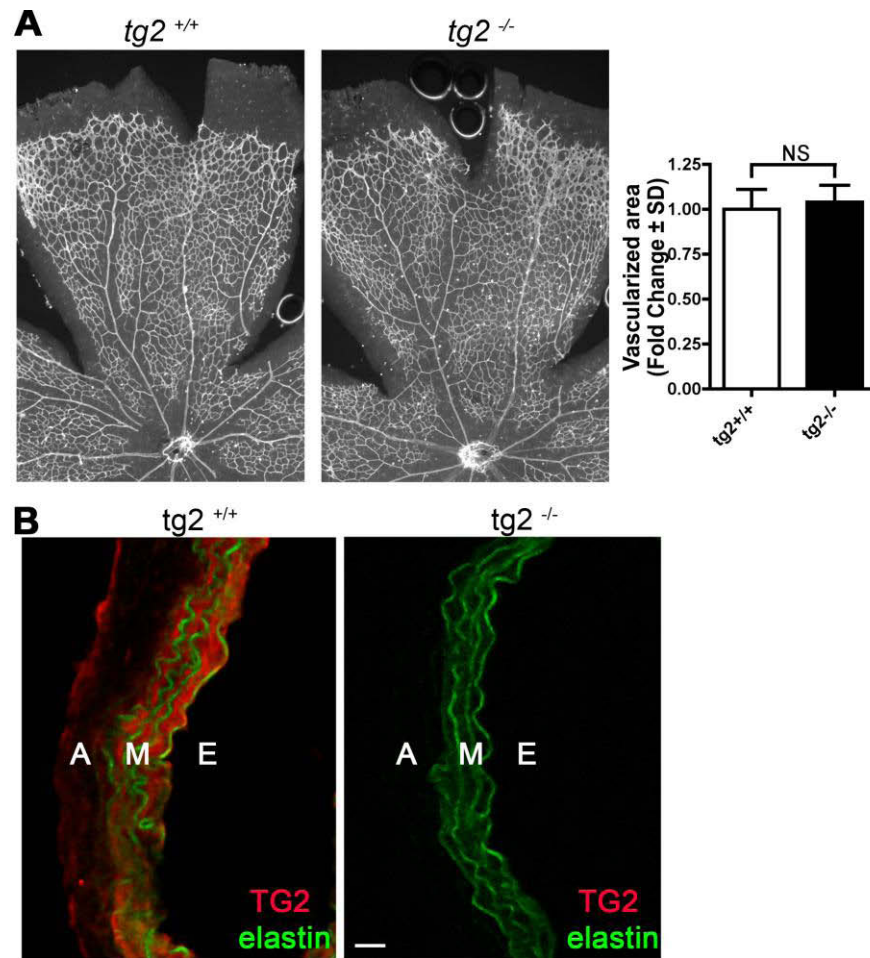 A
tg2 +/+
tg2 -/-
NS
Vascularized area
(Fold Change ± SD)
1.25
1.00
0.75
0.50
0.25
0.00
tg2+/+
tg2-/-
B
tg2 +/+
tg2 -/-
A M E
TG2
elastin
A M E
TG2
elastin